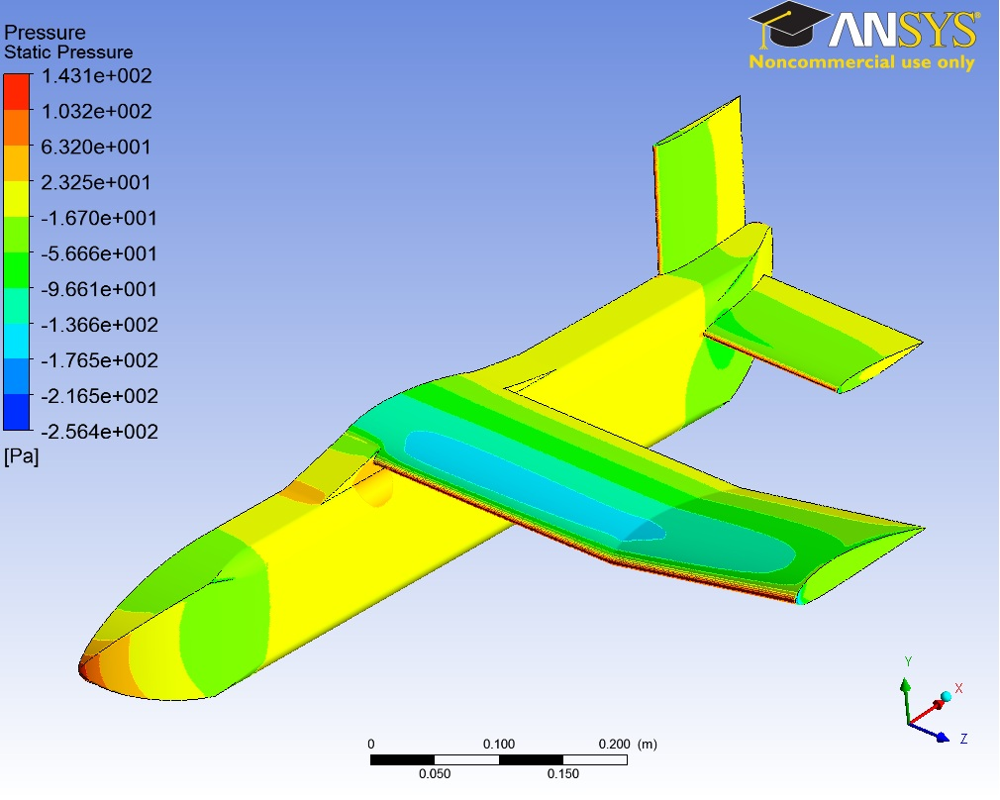 Pressure
Static Pressure
1.431e+002
1.032e+002
6.320e+001
2.325e+001
-1.670e+001
-5.666e+001
-9.661e+001
-1.366e+002
-1.765e+002
-2.165e+002
-2.564e+002
[Pa]
ANSYS®
Noncommercial use only
Y
X
Z
0 0.100 0.200 (m)
0.050 0.150